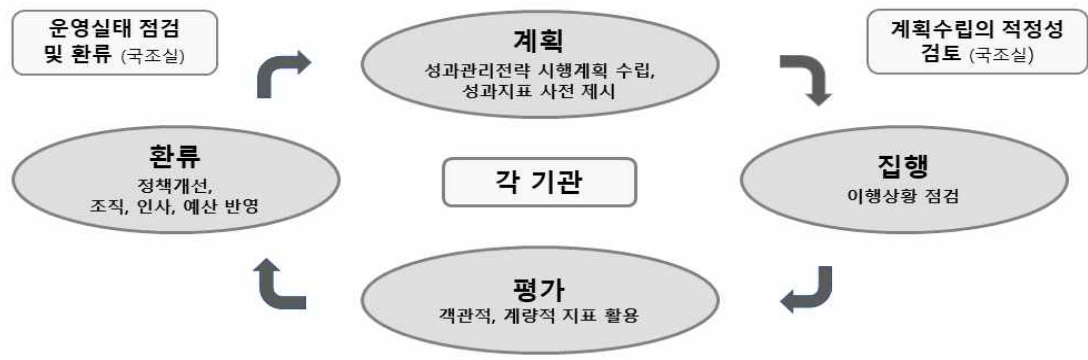 운영실태 점검
및 환류 (국조실)
계획
성과관리전략 시행계획 수립,
성과지표 사전 제시
계획수립의 적정성
검토 (국조실)
환류
정책개선,
조직, 인사, 예산 반영
각 기관
집행
이행상황 점검
평가
객관적, 계량적 지표 활용